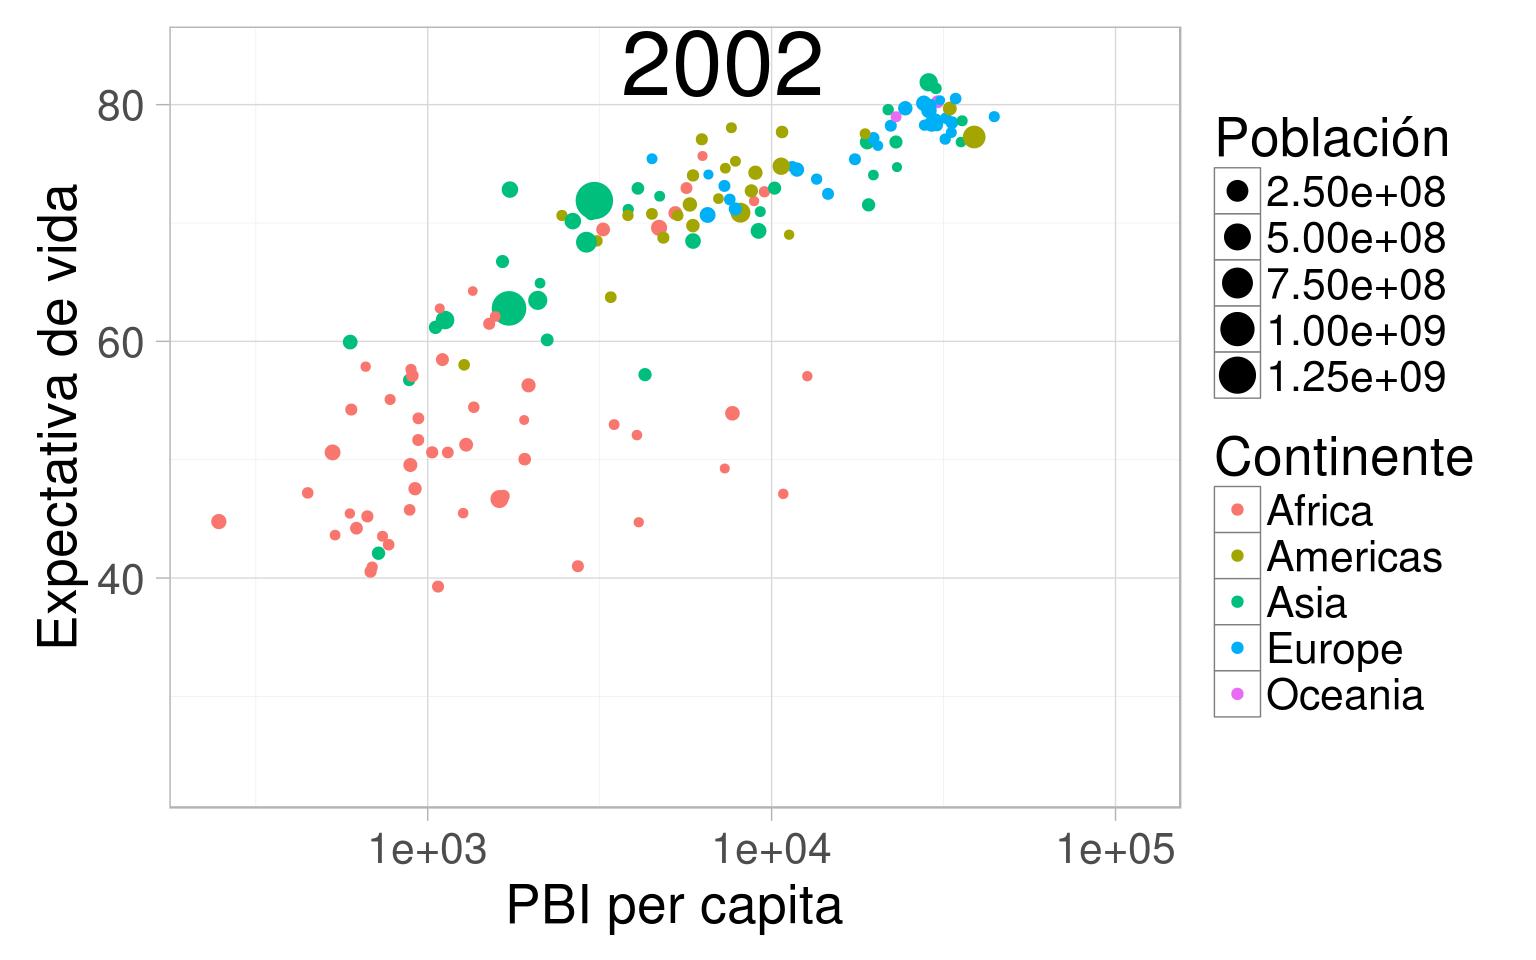 2002
80
60
40
Expectativa de vida
1e+03
1e+04
1e+05
PBI per capita
Población
2.50e+08
5.00e+08
7.50e+08
1.00e+09
1.25e+09
Continente
Africa
Americas
Asia
Europe
Oceania